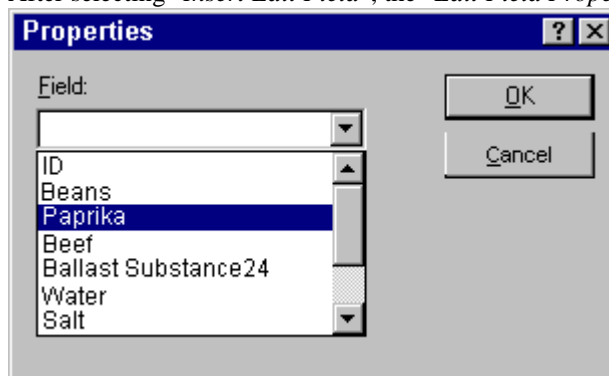 After selecting "Insert Edit Field", the "Edit Field Prope
Properties
Field:
OK
Cancel
ID
Beans
Paprika
Beef
Ballast Substance24
Water
Salt